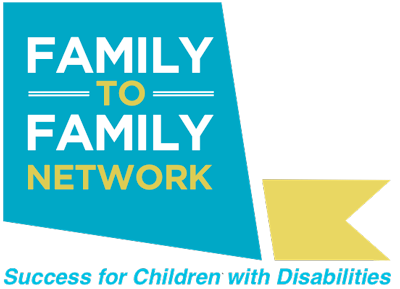 FAMILY
TO
FAMILY
NETWORK
Success for Children with Disabilities